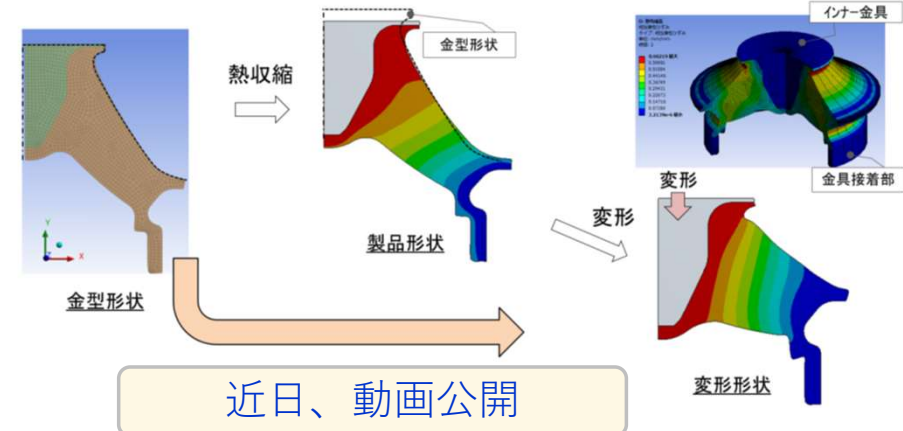 金型形状
インナー金具
熱収縮
金具接着部
変形
変形
製品形状
金型形状
Y
X
変形形状
近日、動画公開